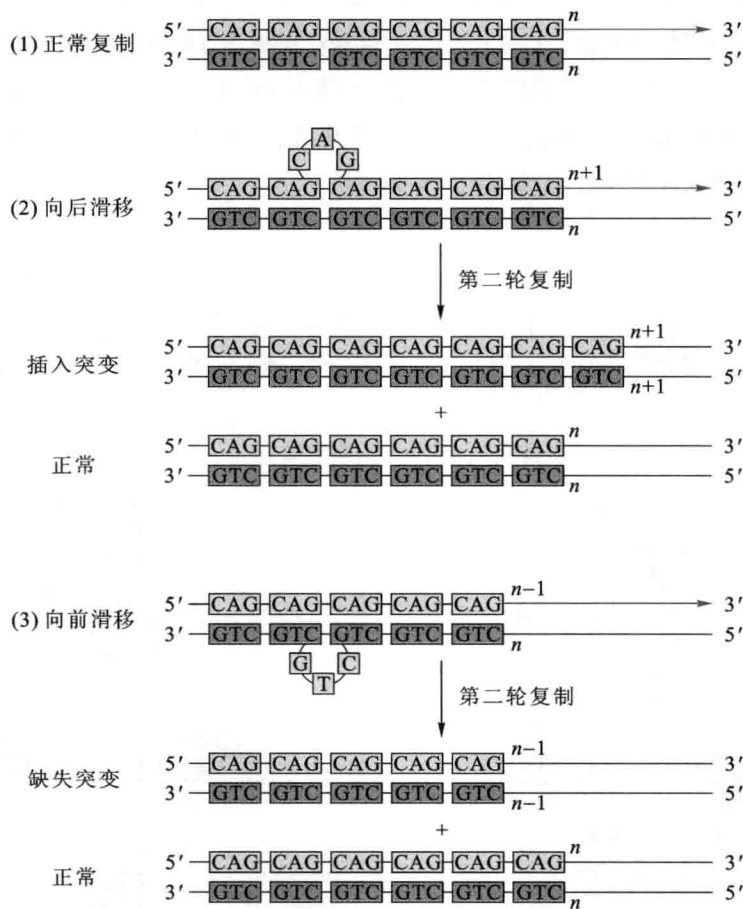 (1) 正常复制
5′ CAG CAG CAG CAG CAG CAG n 3′
3′ GTC GTC GTC GTC GTC GTC n 5′
C A G
(2) 向后滑移
5′ CAG CAG CAG CAG CAG CAG n+1 3′
3′ GTC GTC GTC GTC GTC GTC n 5′
第二轮复制
插入突变
5′ CAG CAG CAG CAG CAG CAG CAG n+1 3′
3′ GTC GTC GTC GTC GTC GTC GTC n+1 5′
+
正常
5′ CAG CAG CAG CAG CAG CAG n 3′
3′ GTC GTC GTC GTC GTC GTC n 5′
(3) 向前滑移
5′ CAG CAG CAG CAG CAG n−1 3′
3′ GTC GTC GTC GTC GTC n 5′
G T C
第二轮复制
缺失突变
5′ CAG CAG CAG CAG CAG n−1 3′
3′ GTC GTC GTC GTC GTC n−1 5′
+
正常
5′ CAG CAG CAG CAG CAG CAG n 3′
3′ GTC GTC GTC GTC GTC GTC n 5′